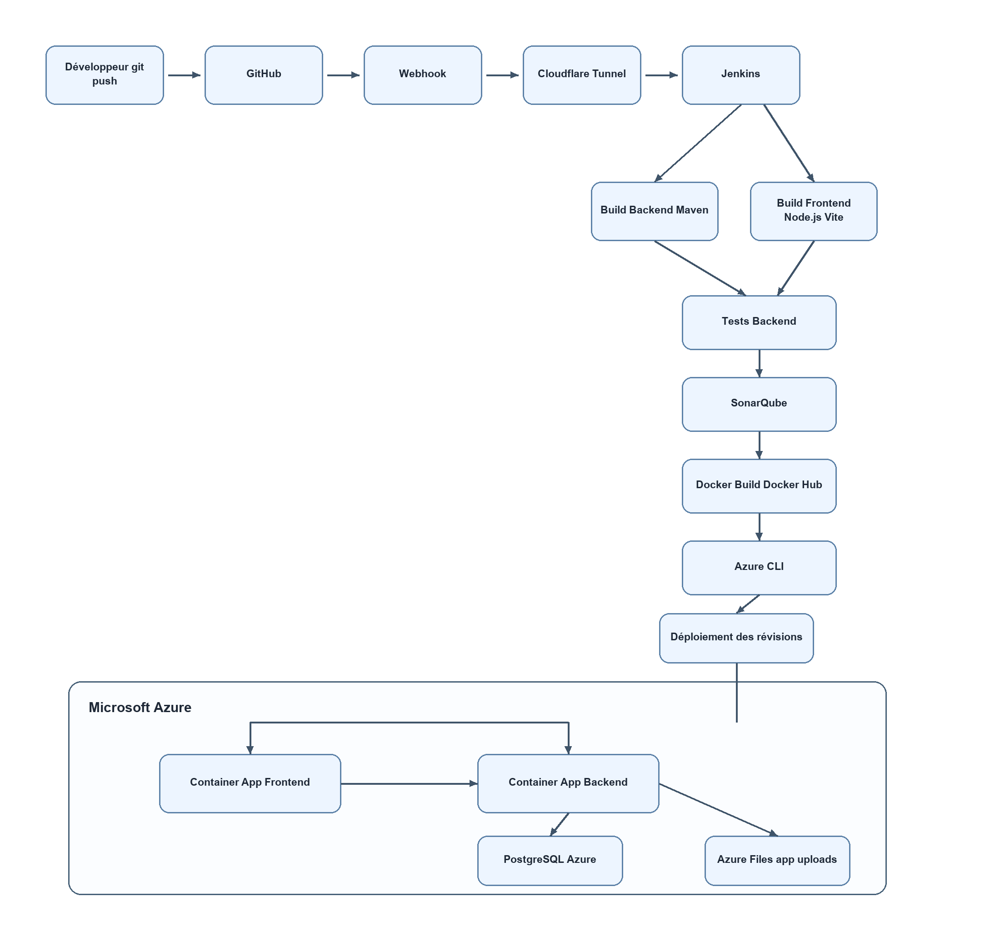 Développeur git
push
GitHub
Webhook
Cloudflare Tunnel
Jenkins
Build Backend Maven
Build Frontend
Node.js Vite
Tests Backend
SonarQube
Docker Build Docker Hub
Azure CLI
Déploiement des révisions
Microsoft Azure
Container App Frontend
Container App Backend
PostgreSQL Azure
Azure Files app uploads